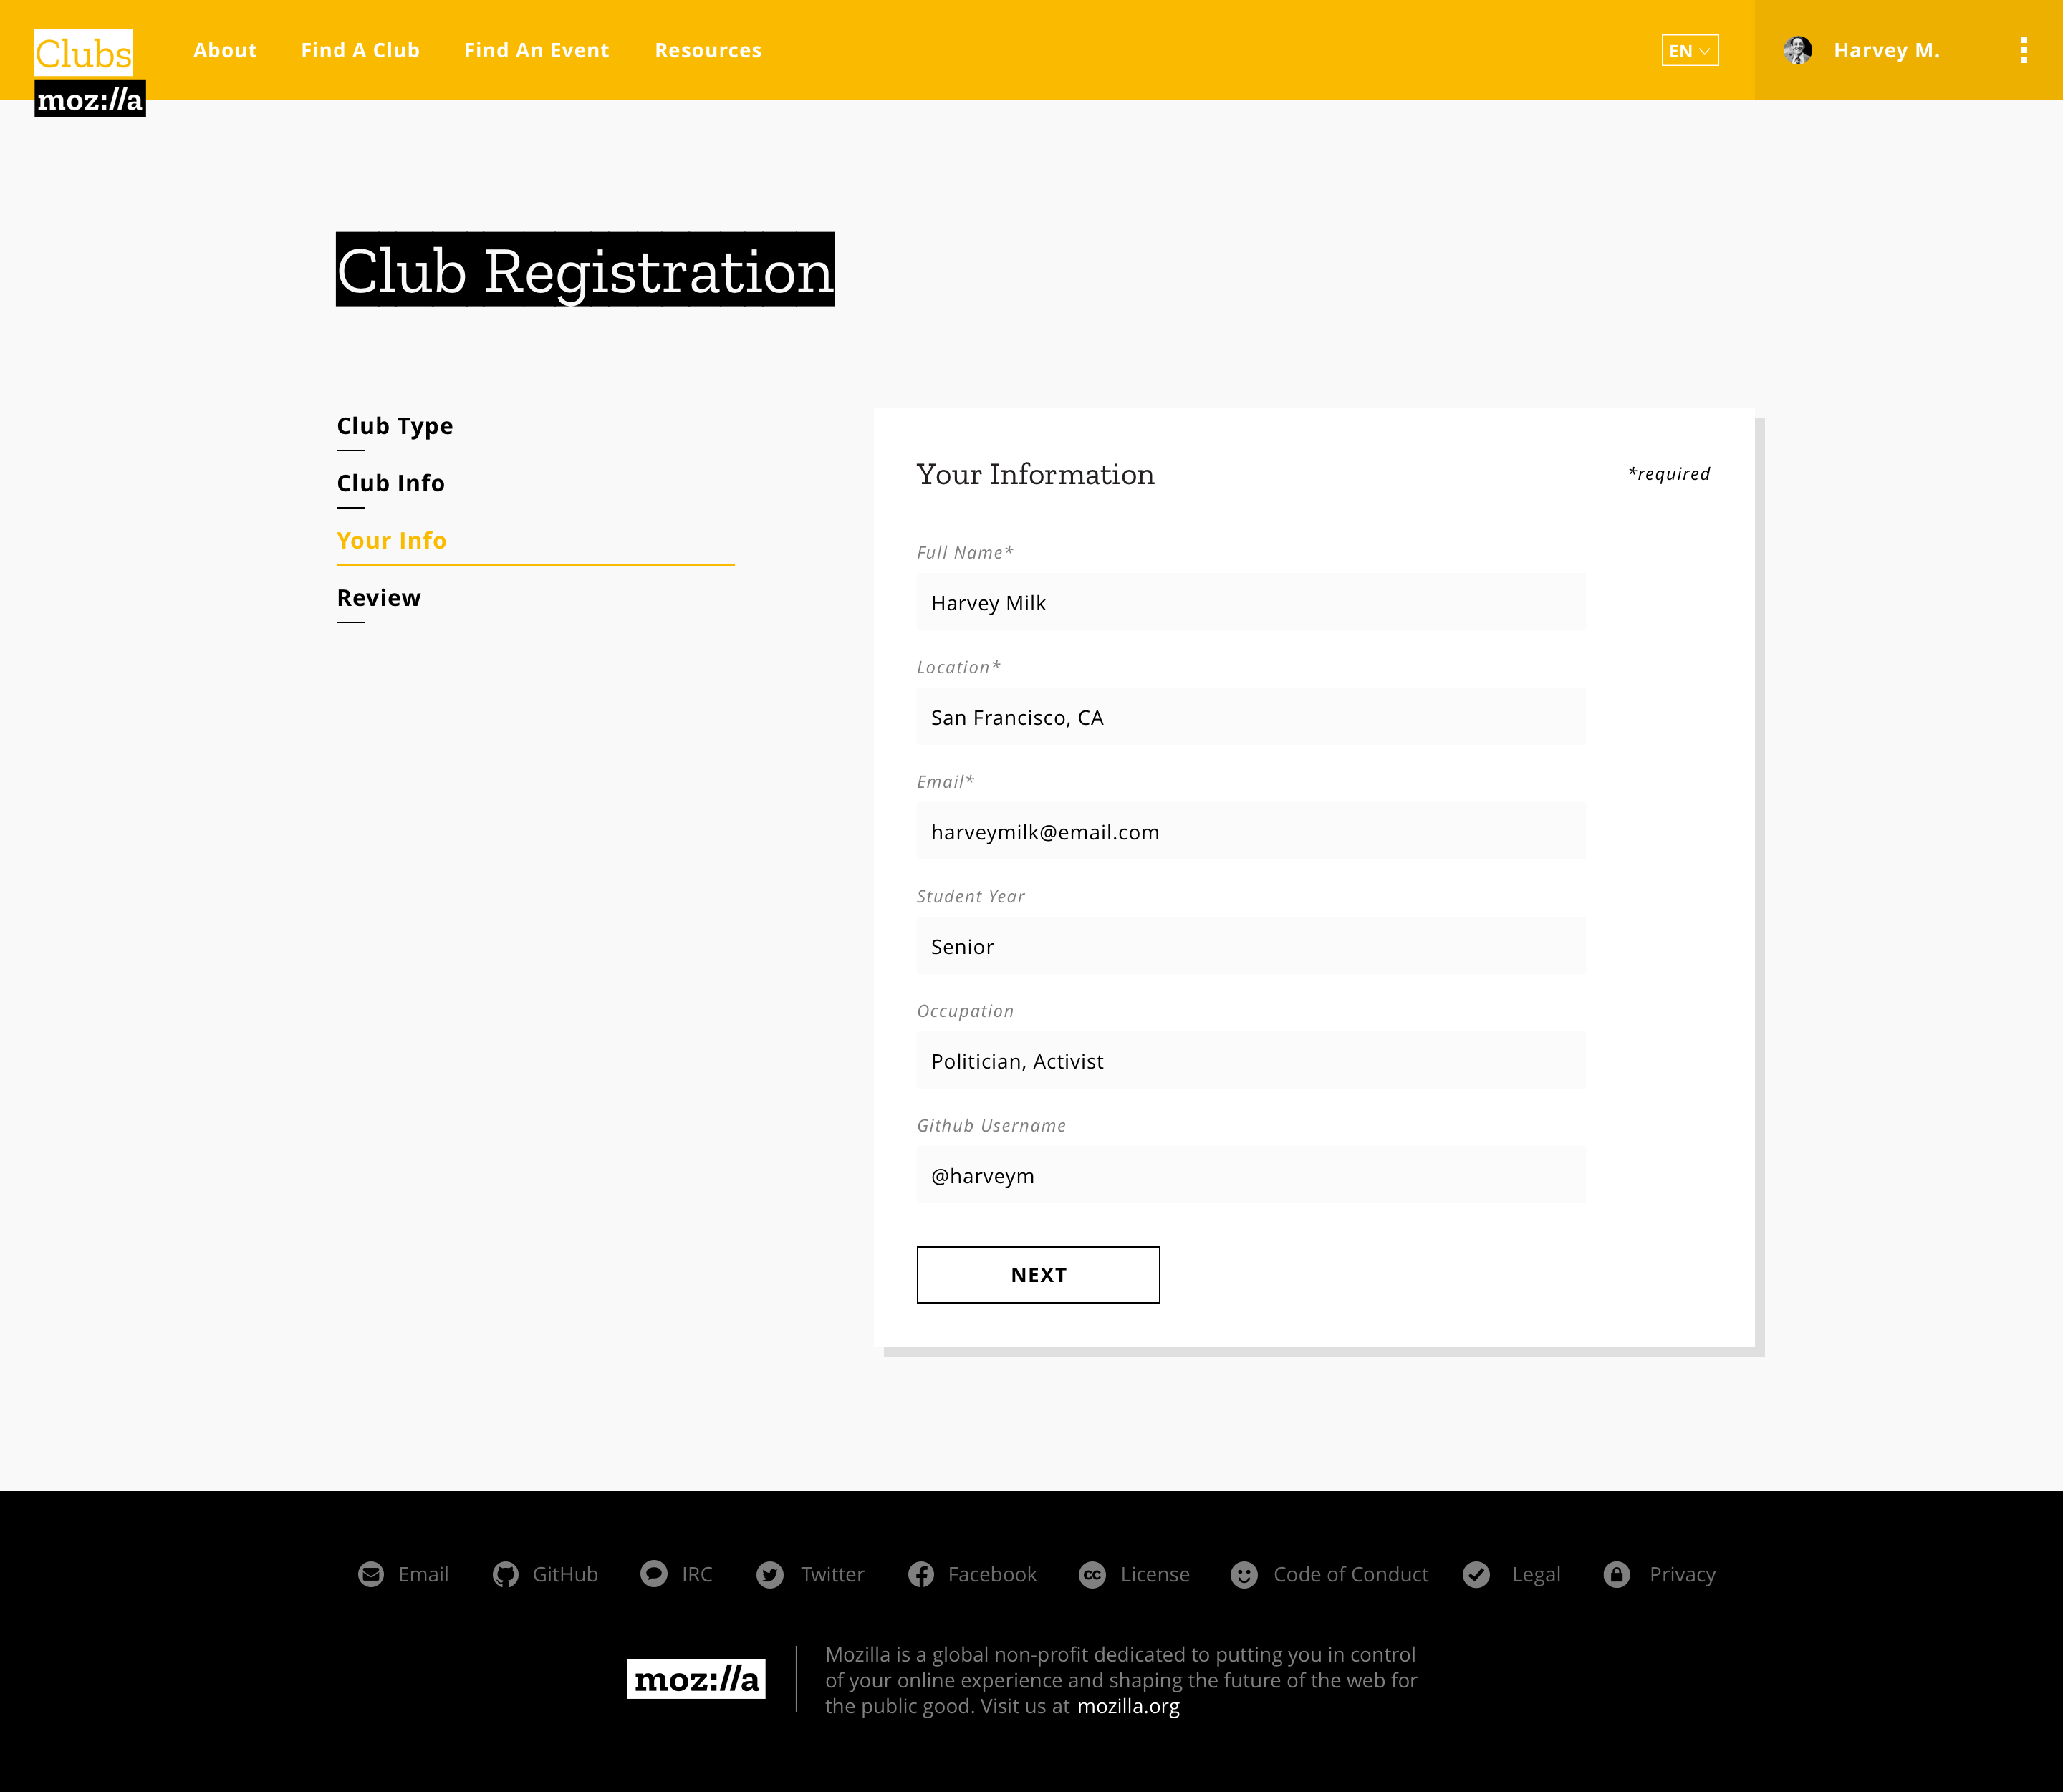 Clubs
moz://a
About Find A Club Find An Event Resources EN Harvey M.
Club Registration
Club Type
Club Info
Your Info
Review
Your Information *required
Full Name*
Harvey Milk
Location*
San Francisco, CA
Email*
harveymilk@email.com
Student Year
Senior
Occupation
Politician, Activist
Github Username
@harveym
NEXT
Email GitHub IRC Twitter Facebook License Code of Conduct Legal Privacy
moz://a
Mozilla is a global non-profit dedicated to putting you in control
of your online experience and shaping the future of the web for
the public good. Visit us at mozilla.org